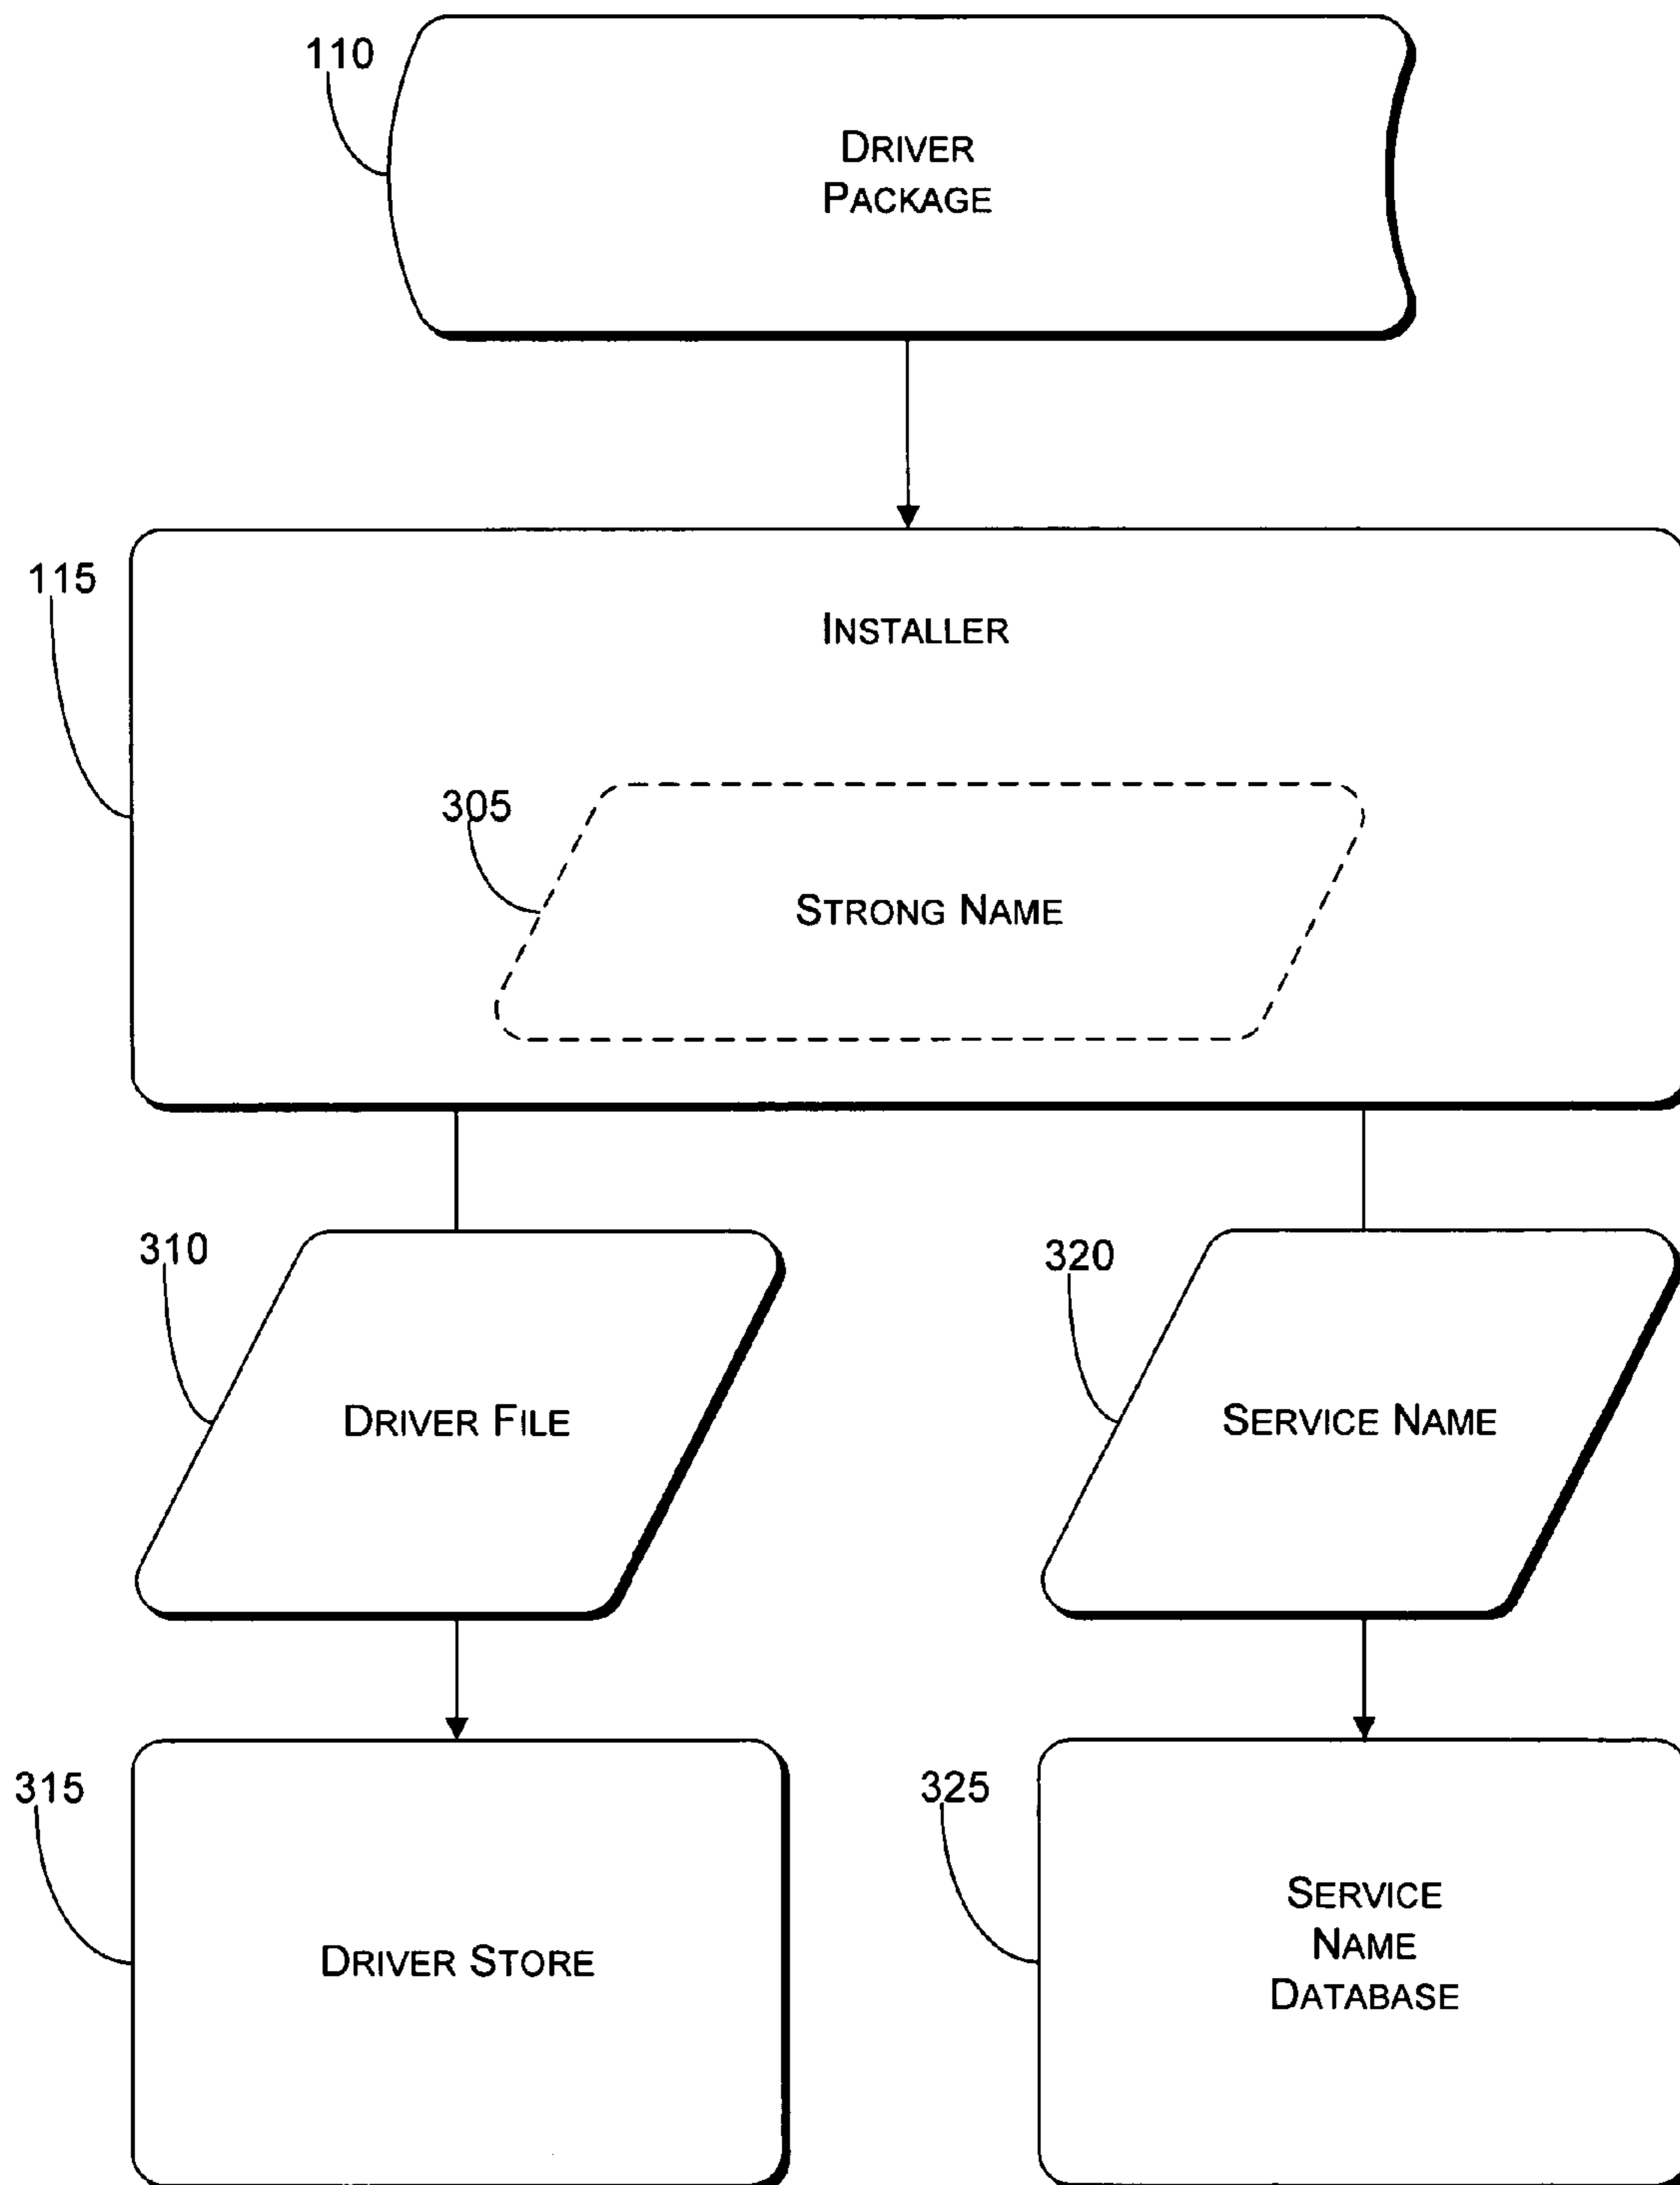 110
DRIVER
PACKAGE
115
INSTALLER
305
STRONG NAME
310
DRIVER FILE
320
SERVICE NAME
315
DRIVER STORE
325
SERVICE
NAME
DATABASE